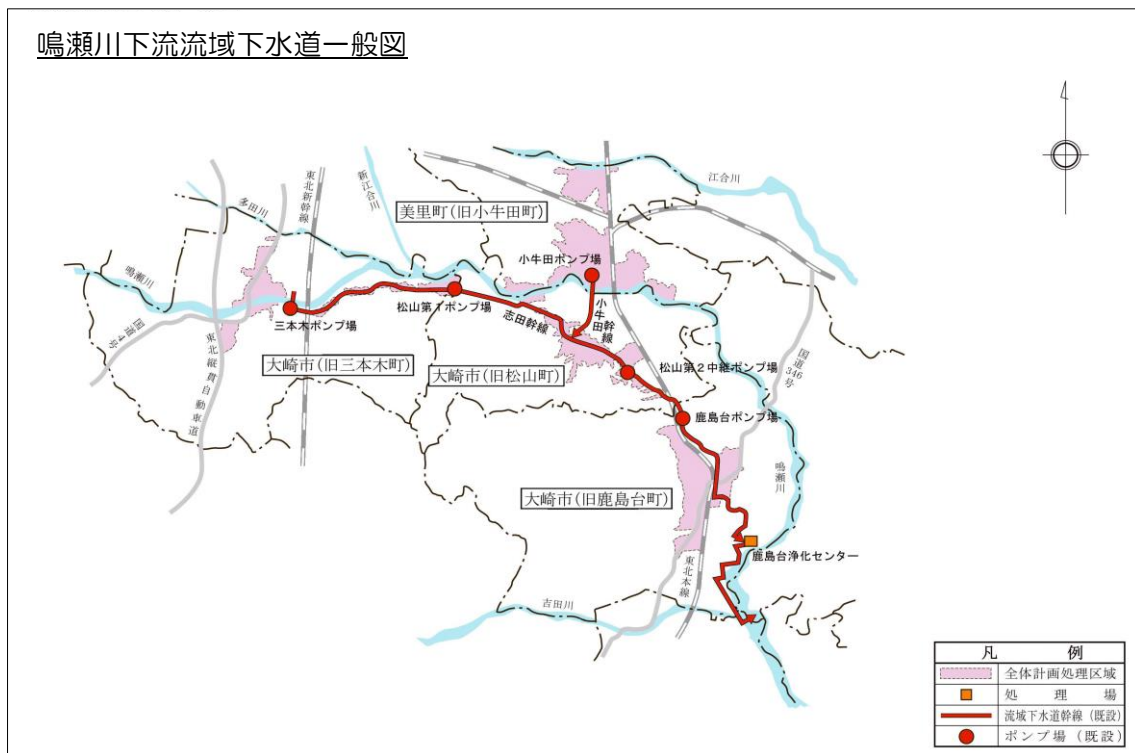 鳴瀬川下流流域下水道一般図
江合川
新江合川
東北新幹線
多田川
美里町(旧小牛田町)
小牛田ポンプ場
鳴瀬川
松山第1ポンプ場
志田幹線
小牛田幹線
三本木ポンプ場
国道4号
東北縦貫自動車道
大崎市(旧三本木町)
大崎市(旧松山町)
松山第2中継ポンプ場
国道346号
鹿島台ポンプ場
鳴瀬川
大崎市(旧鹿島台町)
鹿島台浄化センター
東北本線
吉田川
凡 例
全体計画処理区域
処 理 場
流域下水道幹線(既設)
ポンプ場(既設)